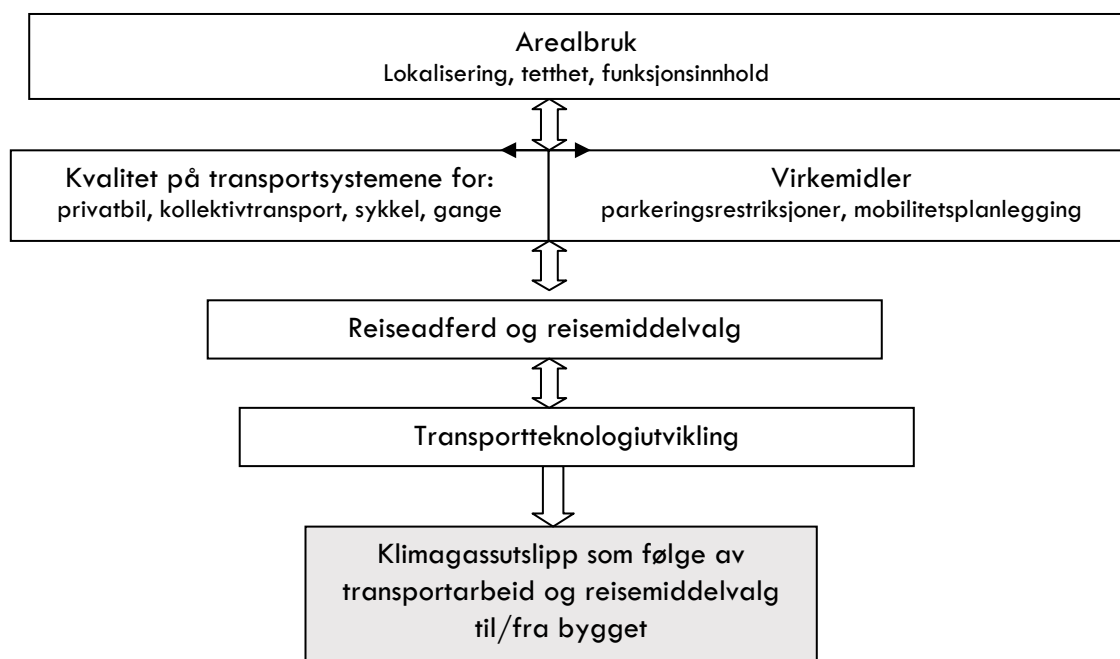 Arealbruk
Lokalisering, tetthet, funksjonsinnhold
Kvalitet på transportsystemene for:
privatbil, kollektivtransport, sykkel, gange
Virkemidler
parkeringsrestriksjoner, mobilitetsplanlegging
Reiseadferd og reisemiddelvalg
Transportteknologiutvikling
Klimagassutslipp som følge av
transportarbeid og reisemiddelvalg
til/fra bygget